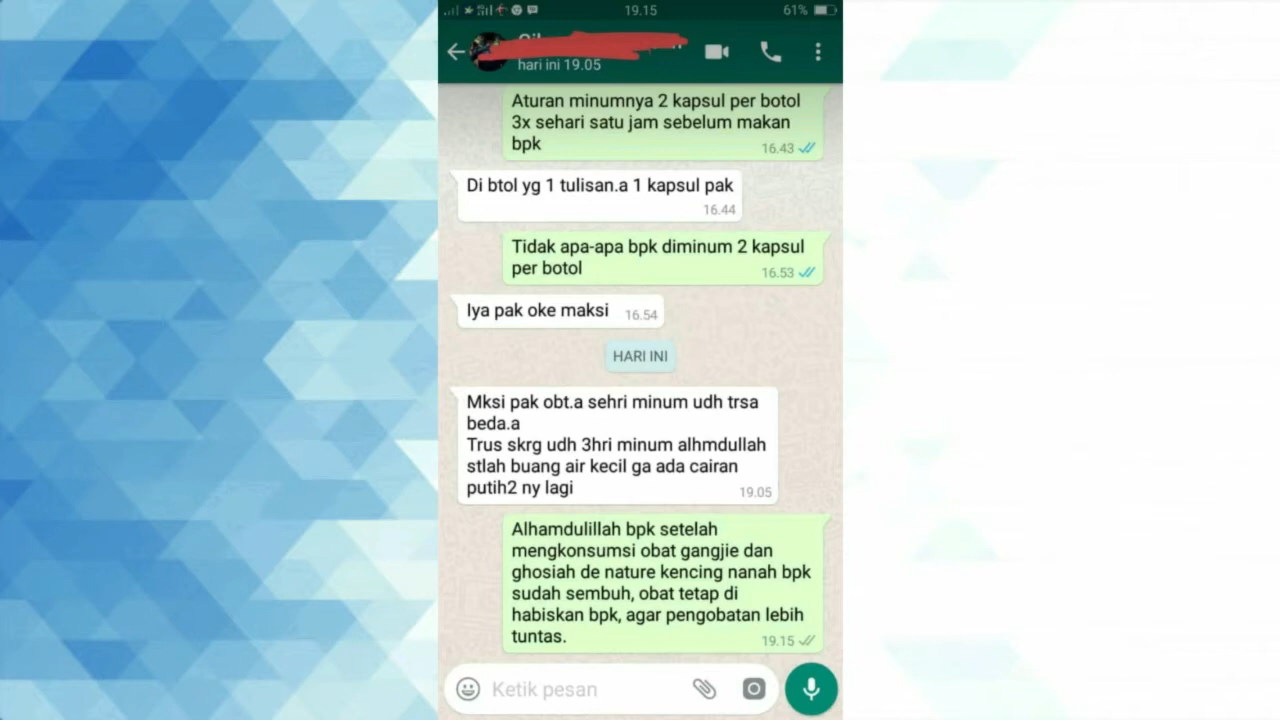 19.15
61%
hari ini 19.05
Aturan minumnya 2 kapsul per botol
3x sehari satu jam sebelum makan
bpk
16.43
Di btol yg 1 tulisan.a 1 kapsul pak
16.44
Tidak apa-apa bpk diminum 2 kapsul
per botol
16.53
Iya pak oke maksi
16.54
HARI INI
Mksi pak obt.a sehri minum udh trsa
beda.a
Trus skrg udh 3hri minum alhmdullah
stlah buang air kecil ga ada cairan
putih2 ny lagi
19.05
Alhamdulillah bpk setelah
mengkonsumsi obat gangjie dan
ghosiah de nature kencing nanah bpk
sudah sembuh, obat tetap di
habiskan bpk, agar pengobatan lebih
tuntas.
19.15
Ketik pesan